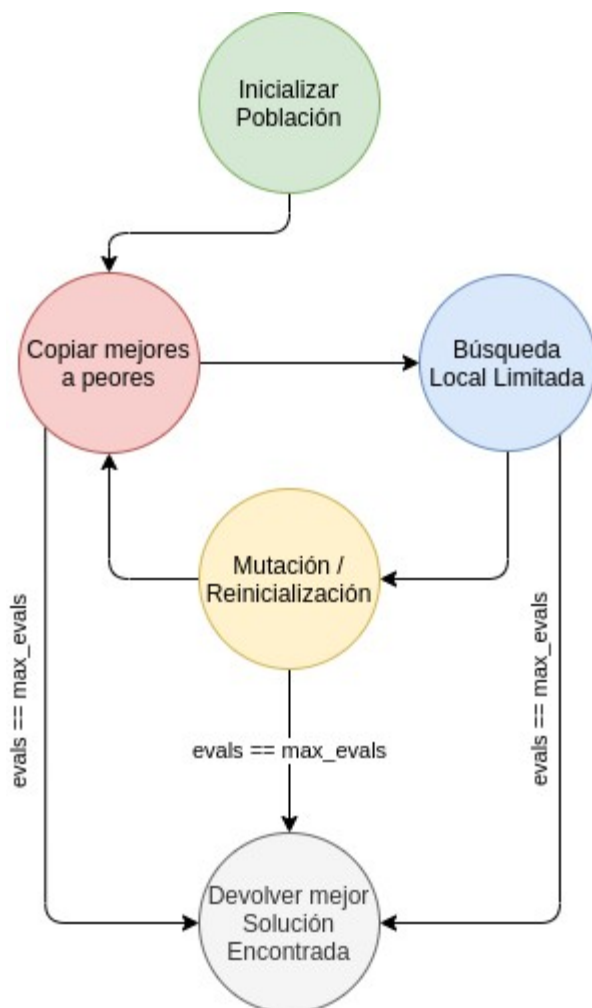 Inicializar
Población
Copiar mejores
a peores
Búsqueda
Local Limitada
Mutación /
Reinicialización
evals == max_evals
evals == max_evals
evals == max_evals
Devolver mejor
Solución
Encontrada